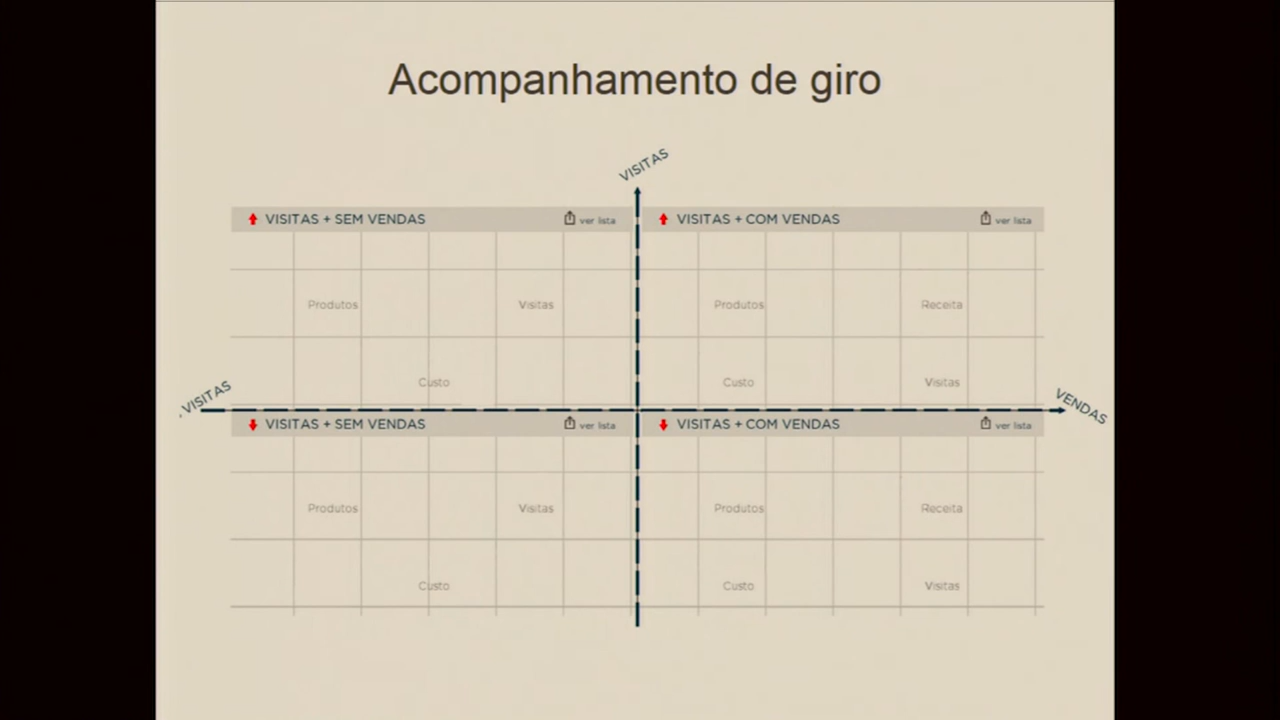 Acompanhamento de giro
VISITAS
VISITAS + SEM VENDAS ver lista
VISITAS + COM VENDAS ver lista
Produtos Visitas
Produtos Receita
Custo
Custo Visitas
VISITAS
VENDAS
VISITAS + SEM VENDAS ver lista
VISITAS + COM VENDAS ver lista
Produtos Visitas
Produtos Receita
Custo
Custo Visitas